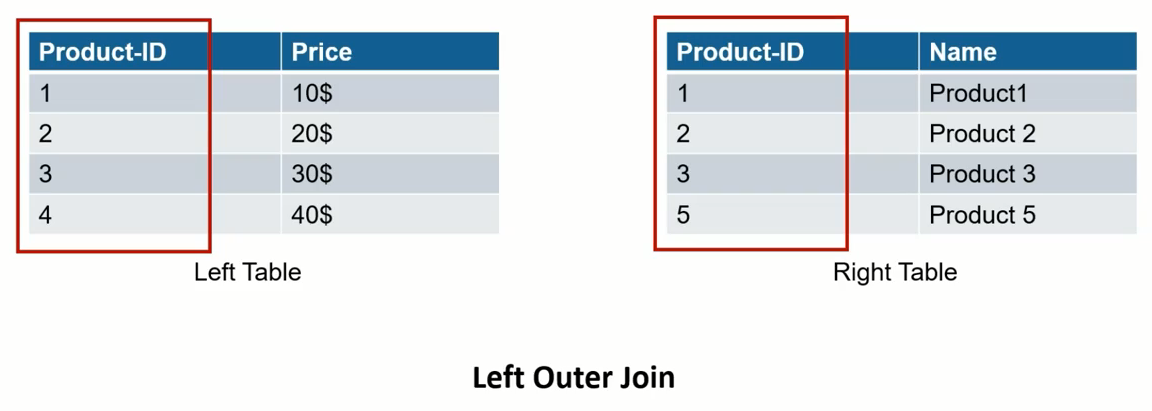 Product-ID Price
1 10$
2 20$
3 30$
4 40$
Left Table
Product-ID Name
1 Product1
2 Product 2
3 Product 3
5 Product 5
Right Table
Left Outer Join